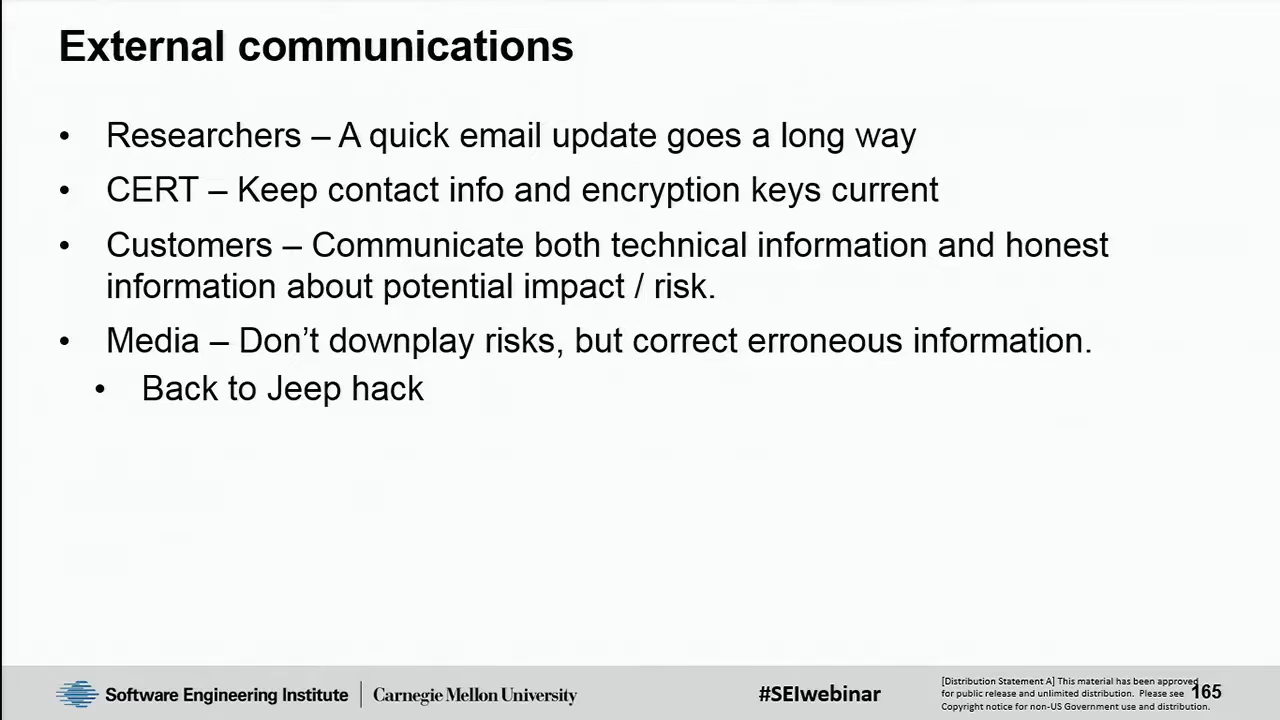 External communications
• Researchers – A quick email update goes a long way
• CERT – Keep contact info and encryption keys current
• Customers – Communicate both technical information and honest
information about potential impact / risk.
• Media – Don’t downplay risks, but correct erroneous information.
• Back to Jeep hack
Software Engineering Institute | Carnegie Mellon University
#SEIwebinar
[Distribution Statement A] This material has been approved
for public release and unlimited distribution. Please see
Copyright notice for non-US Government use and distribution.
165